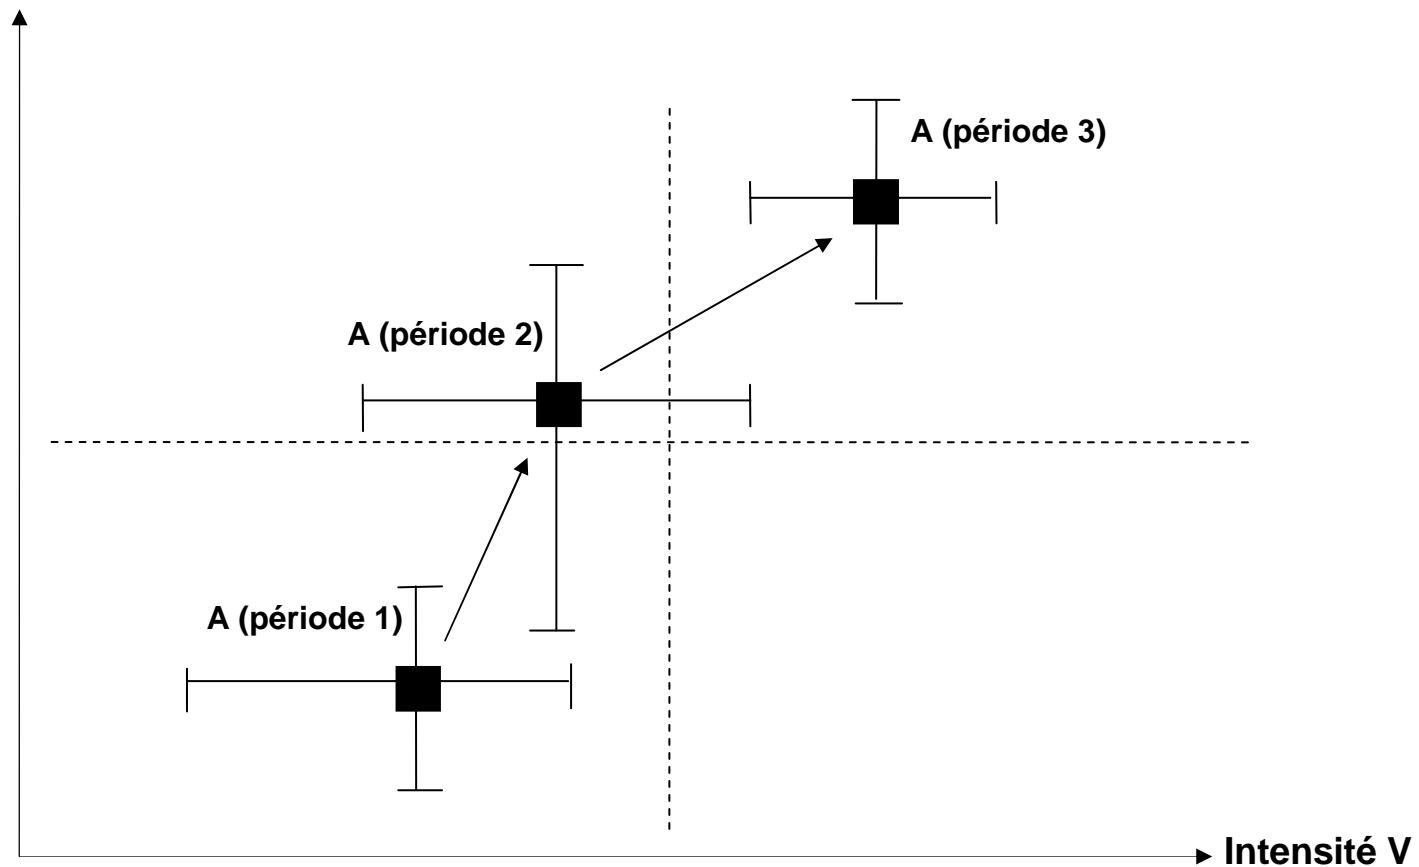 A (période 3)
A (période 2)
A (période 1)
Intensité V